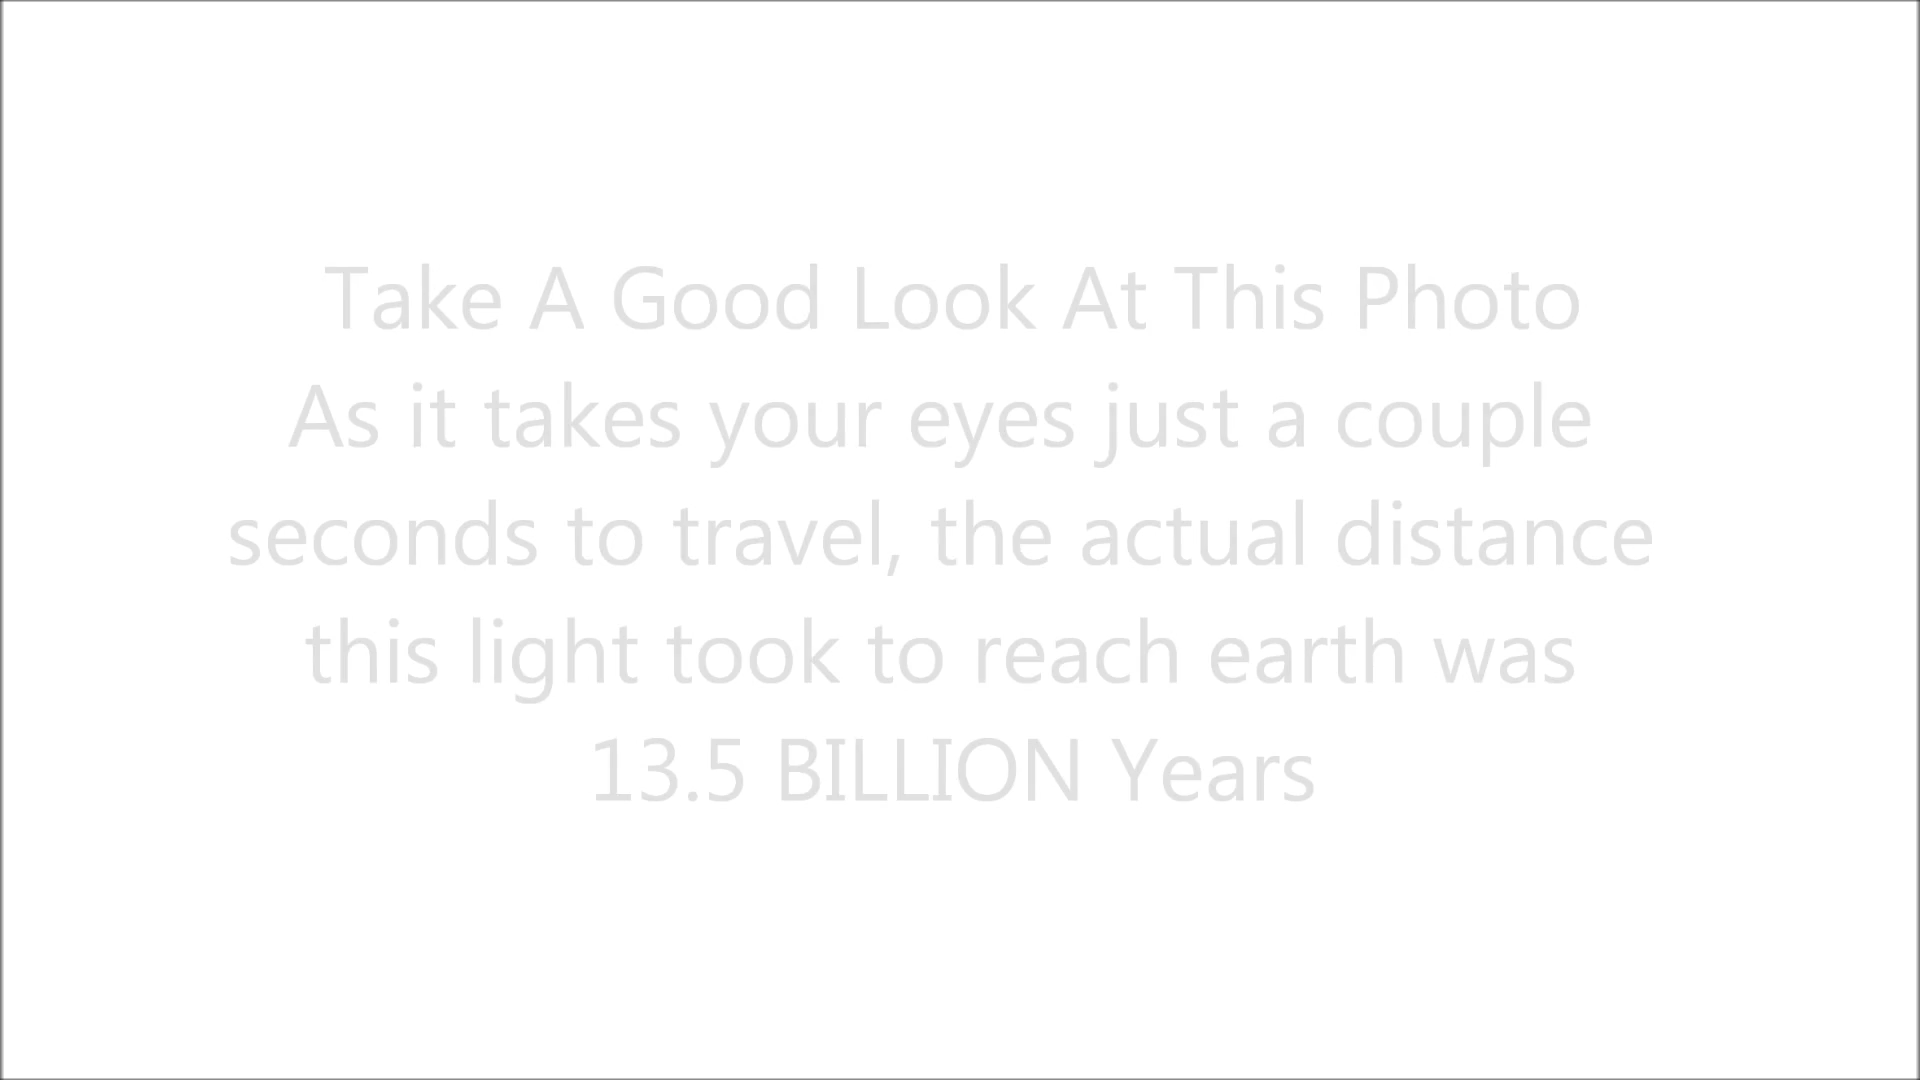 Take A Good Look At This Photo
As it takes your eyes just a couple
seconds to travel, the actual distance
this light took to reach earth was
13.5 BILLION Years